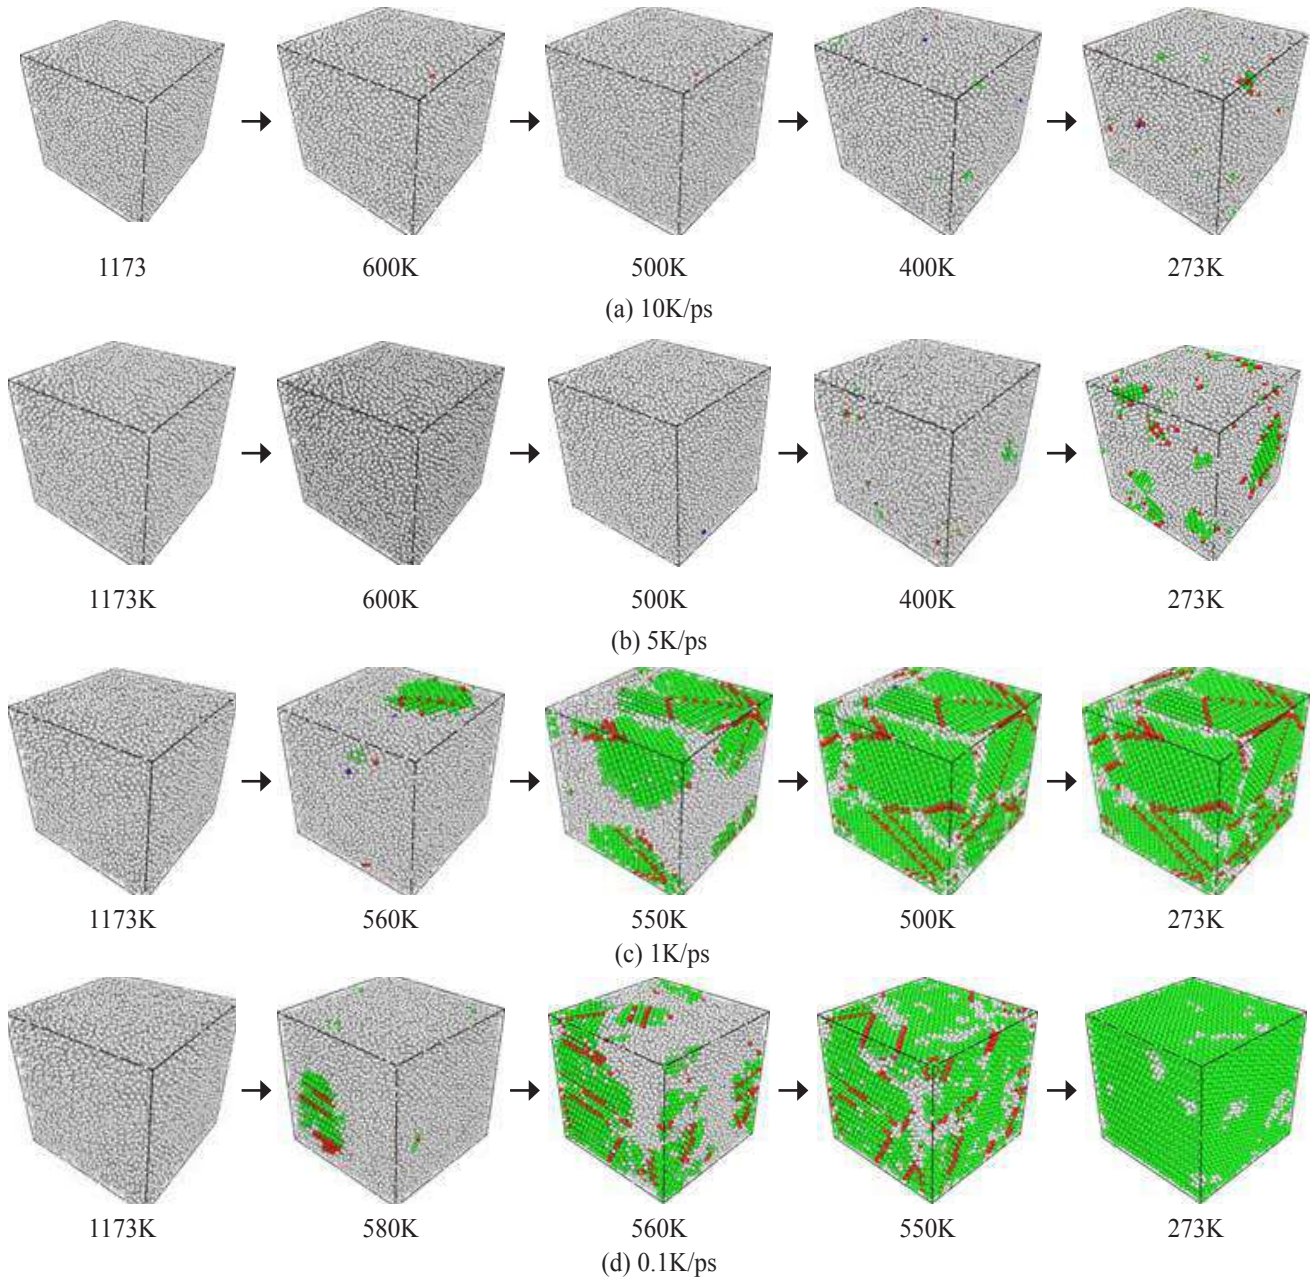 1173 600K 500K 400K 273K
(a) 10K/ps
1173K 600K 500K 400K 273K
(b) 5K/ps
1173K 560K 550K 500K 273K
(c) 1K/ps
1173K 580K 560K 550K 273K
(d) 0.1K/ps